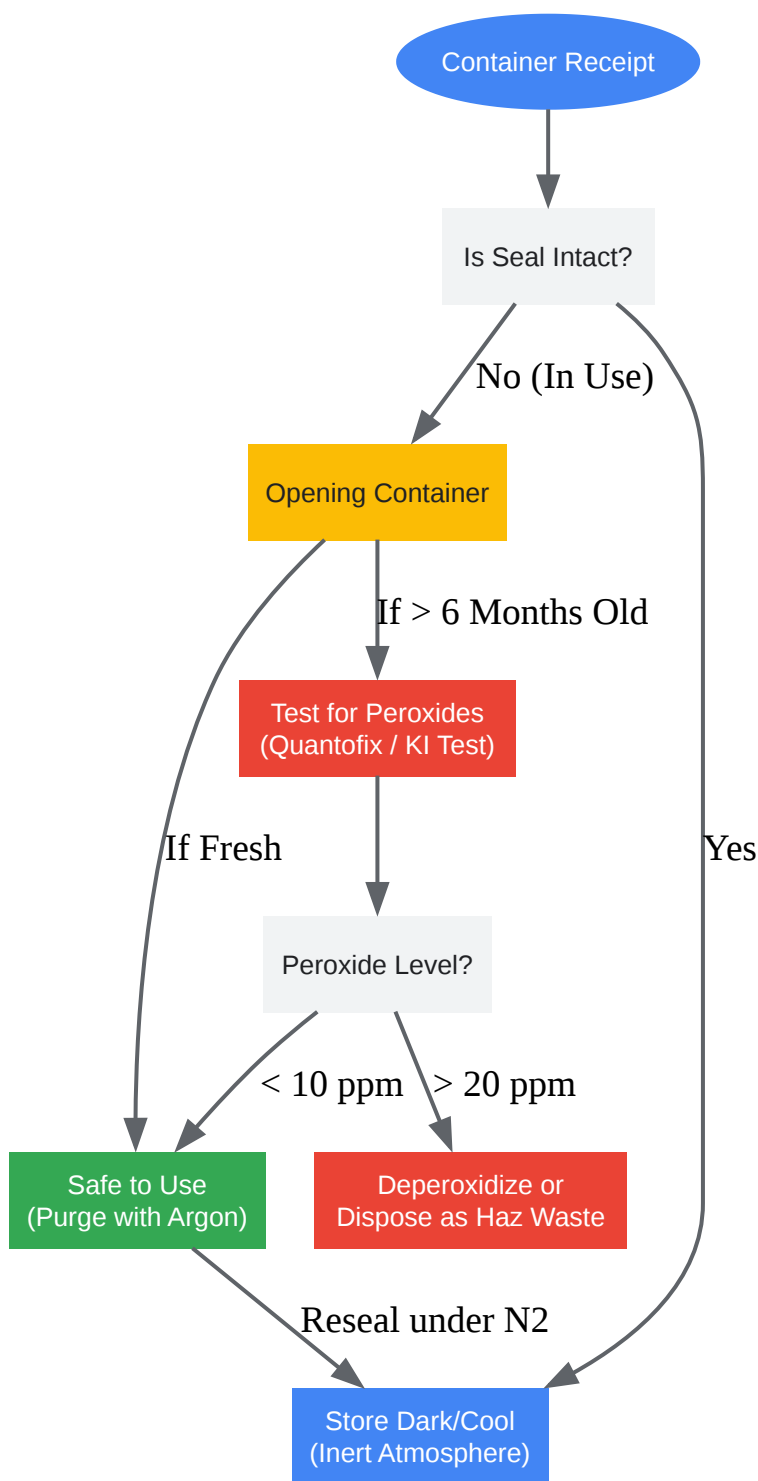 Container Receipt
Is Seal Intact?
No (In Use)
Opening Container
If > 6 Months Old
Test for Peroxides
(Quantofix / KI Test)
If Fresh
Yes
Peroxide Level?
< 10 ppm
> 20 ppm
Safe to Use
(Purge with Argon)
Deperoxidize or
Dispose as Haz Waste
Reseal under N2
Store Dark/Cool
(Inert Atmosphere)